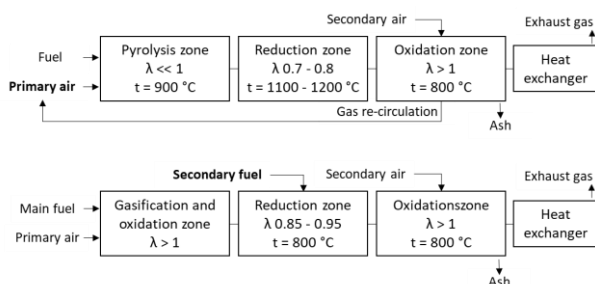 Secondary air
Exhaust gas
Fuel
Primary air
Pyrolysis zone
λ << 1
t = 900 °C
Reduction zone
λ 0.7 - 0.8
t = 1100 - 1200 °C
Oxidation zone
λ > 1
t = 800 °C
Heat
exchanger
Gas re-circulation
Ash
Secondary fuel
Secondary air
Exhaust gas
Main fuel
Primary air
Gasification and
oxidation zone
λ > 1
Reduction zone
λ 0.85 - 0.95
t = 800 °C
Oxidationszone
λ > 1
t = 800 °C
Heat
exchanger
Ash